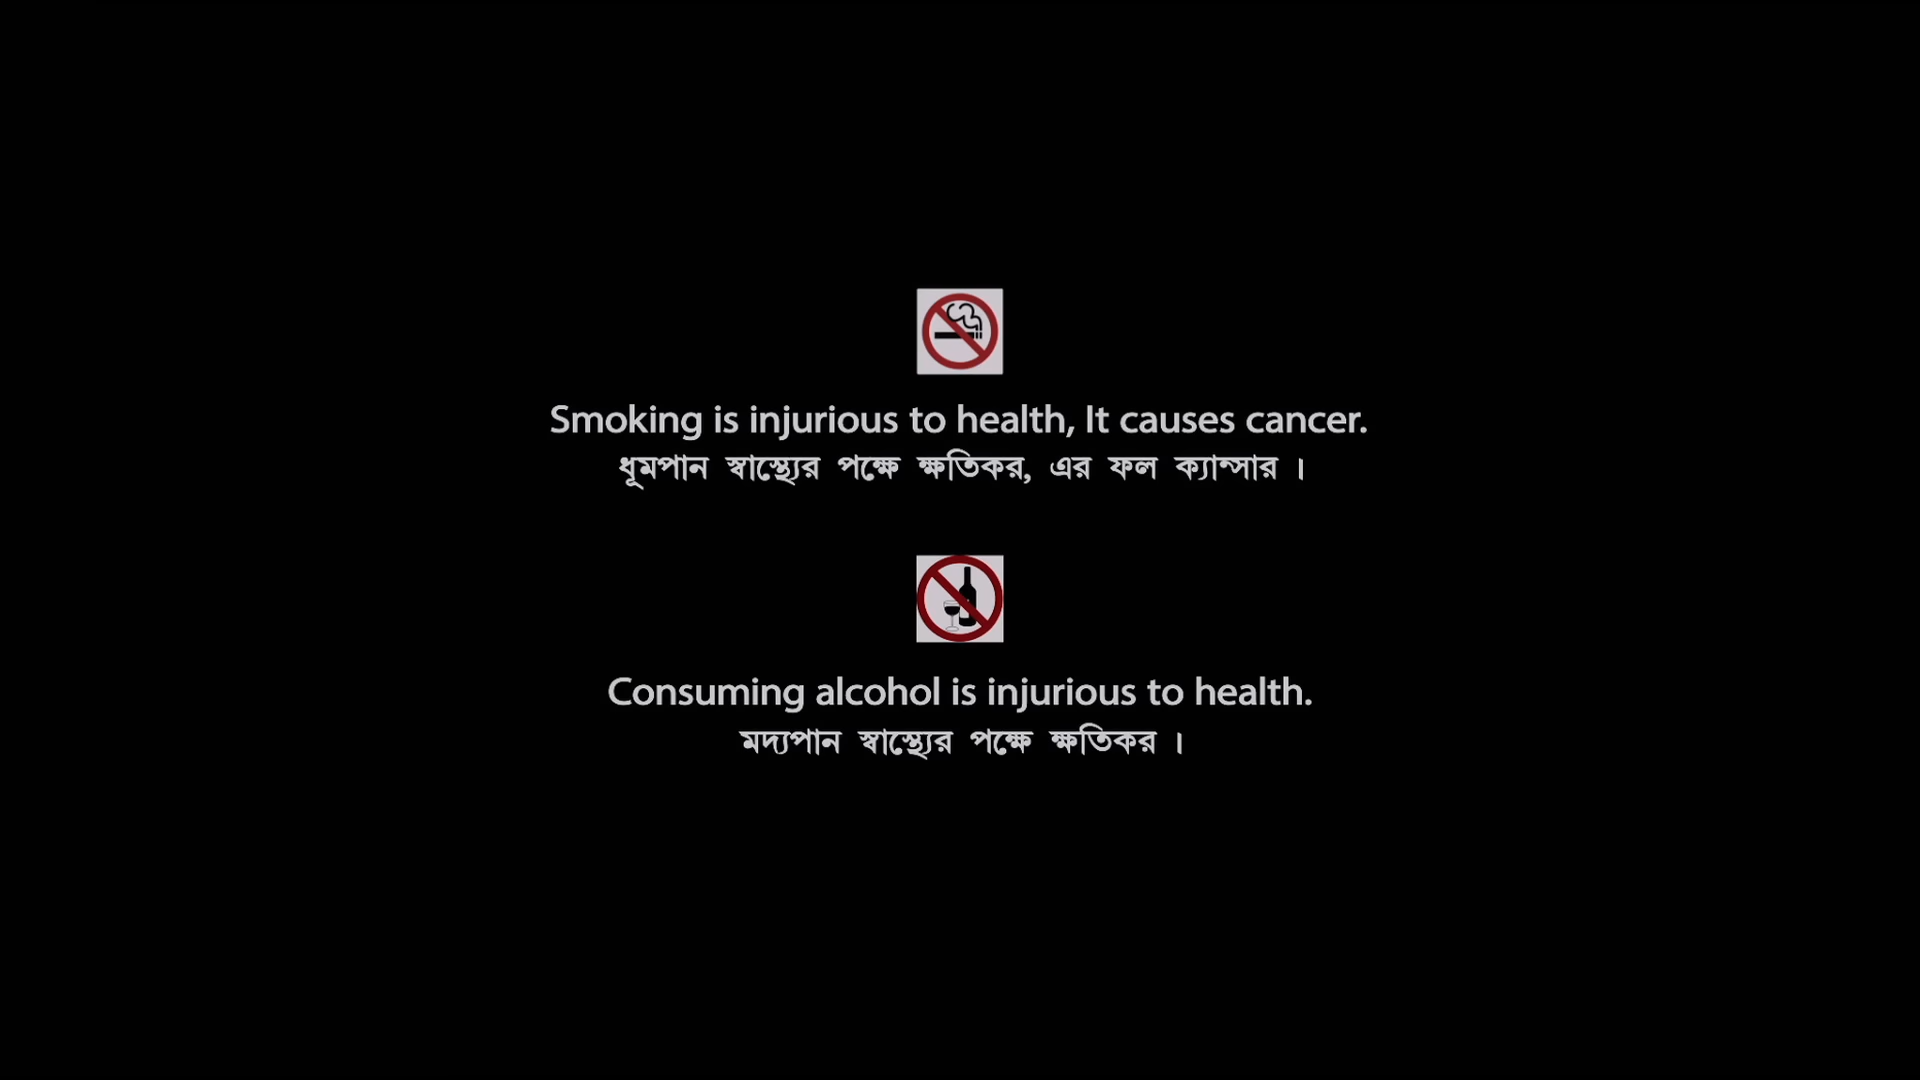 Smoking is injurious to health, It causes cancer.
ধূমপান স্বাস্থ্যের পক্ষে ক্ষতিকর, এর ফল ক্যান্সার ।
Consuming alcohol is injurious to health.
মদ্যপান স্বাস্থ্যের পক্ষে ক্ষতিকর ।